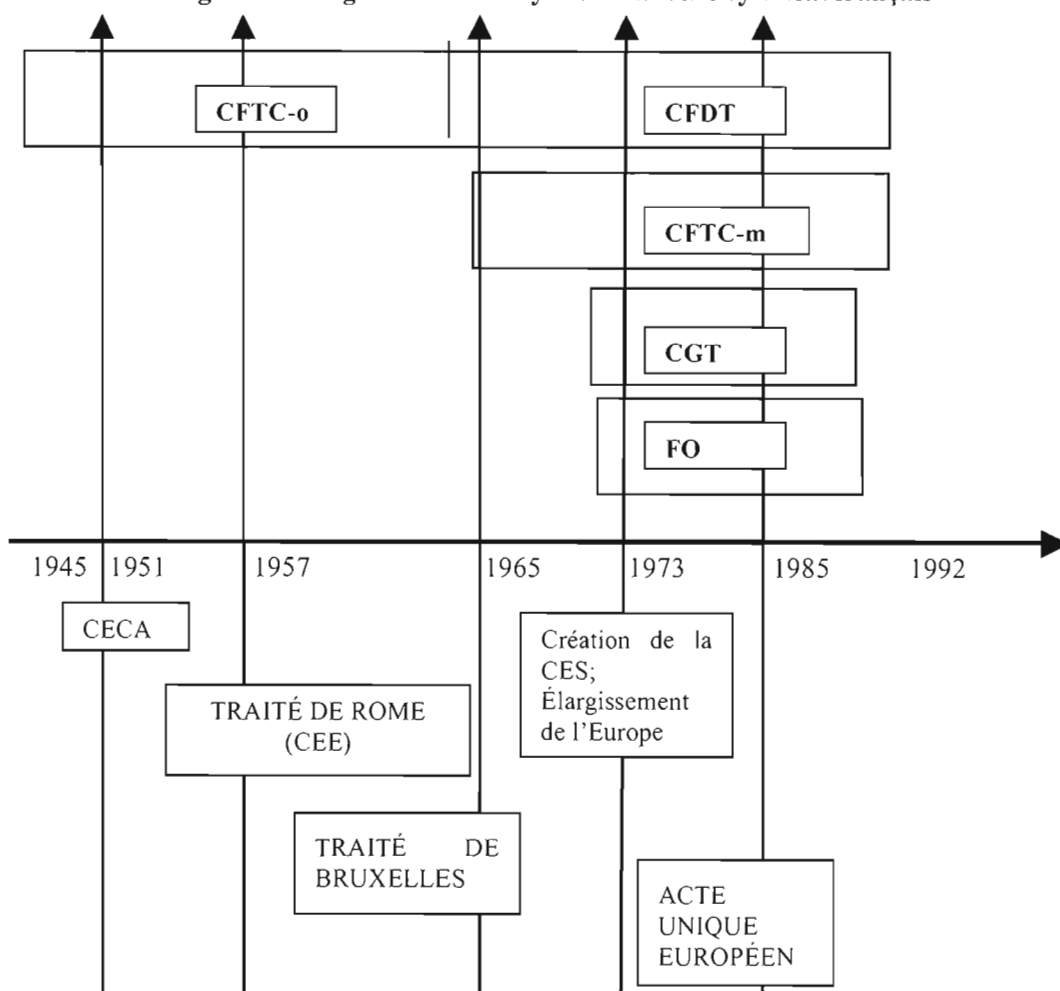 français
CFTC-o
CFDT
CFTC-m
CGT
FO
1945 1951 1957 1965 1973 1985 1992
CECA
Création de la
CES;
Élargissement
de l'Europe
TRAITÉ DE ROME
(CEE)
TRAITÉ DE
BRUXELLES
ACTE
UNIQUE
EUROPÉEN